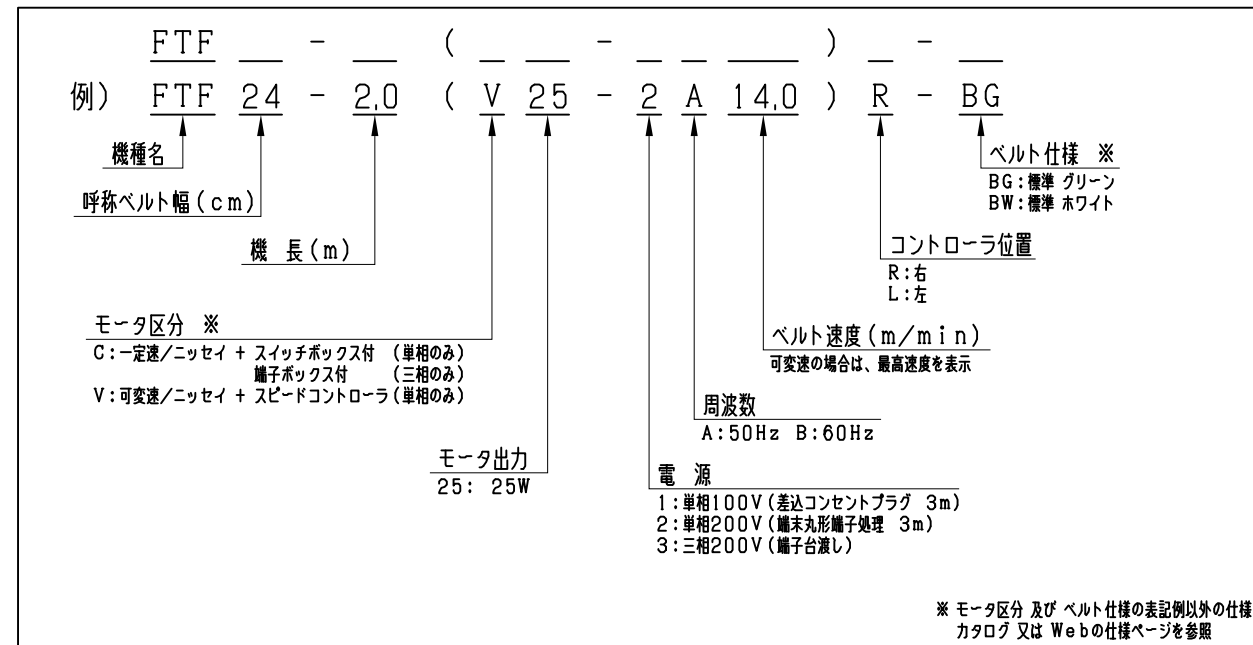 FTF - ( - ) -
例) FTF 24 - 2.0 ( V 25 - 2 A 14.0 ) R - BG
機種名
ベルト仕様 ※
BG:標準 グリーン
BW:標準 ホワイト
呼称ベルト幅(cm)
機 長(m)
コントローラ位置
R:右
L:左
モータ区分 ※
C:一定速/ニッセイ + スイッチボックス付 (単相のみ)
端子ボックス付 (三相のみ)
V:可変速/ニッセイ + スピードコントローラ(単相のみ)
ベルト速度(m/min)
可変速の場合は、最高速度を表示
周波数
A:50Hz B:60Hz
モータ出力
25: 25W
電 源
1:単相100V(差込コンセントプラグ 3m)
2:単相200V(端末丸形端子処理 3m)
3:三相200V(端子台渡し)
※ モータ区分 及び ベルト仕様の表記例以外の仕様
カタログ 又は Webの仕様ページを参照